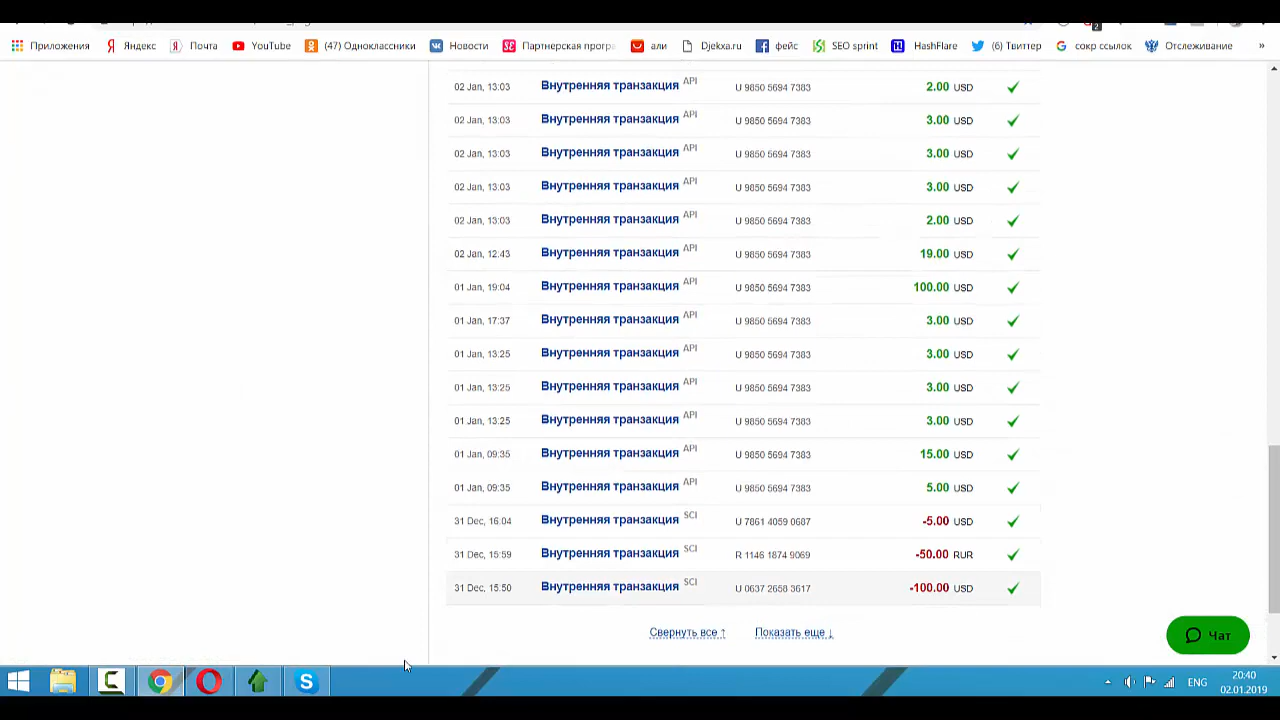 2
Приложения Яндекс Почта YouTube (47) Одноклассники Новости Партнерская програ али Djekxa.ru фейс SEO sprint HashFlare (6) Твиттер сокр ссылок Отслеживание »
02 Jan, 13:03 Внутренняя транзакция API U 9850 5694 7383 2.00 USD
02 Jan, 13:03 Внутренняя транзакция API U 9850 5694 7383 3.00 USD
02 Jan, 13:03 Внутренняя транзакция API U 9850 5694 7383 3.00 USD
02 Jan, 13:03 Внутренняя транзакция API U 9850 5694 7383 3.00 USD
02 Jan, 13:03 Внутренняя транзакция API U 9850 5694 7383 2.00 USD
02 Jan, 12:43 Внутренняя транзакция API U 9850 5694 7383 19.00 USD
01 Jan, 19:04 Внутренняя транзакция API U 9850 5694 7383 100.00 USD
01 Jan, 17:37 Внутренняя транзакция API U 9850 5694 7383 3.00 USD
01 Jan, 13:25 Внутренняя транзакция API U 9850 5694 7383 3.00 USD
01 Jan, 13:25 Внутренняя транзакция API U 9850 5694 7383 3.00 USD
01 Jan, 13:25 Внутренняя транзакция API U 9850 5694 7383 3.00 USD
01 Jan, 09:35 Внутренняя транзакция API U 9850 5694 7383 15.00 USD
01 Jan, 09:35 Внутренняя транзакция API U 9850 5694 7383 5.00 USD
31 Dec, 16:04 Внутренняя транзакция SCI U 7861 4059 0687 -5.00 USD
31 Dec, 15:59 Внутренняя транзакция SCI R 1146 1874 9069 -50.00 RUR
31 Dec, 15:50 Внутренняя транзакция SCI U 0637 2658 3617 -100.00 USD
Свернуть все ↑ Показать еще ↓
Чат
ENG
20:40
02.01.2019